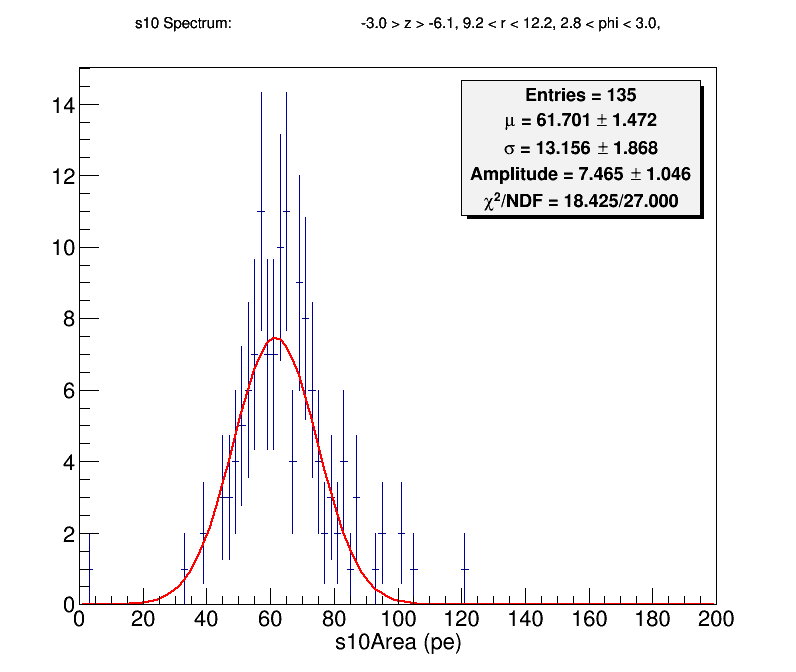 s10 Spectrum: -3.0 > z > -6.1, 9.2 < r < 12.2, 2.8 < phi < 3.0,
Entries = 135
μ = 61.701 ± 1.472
σ = 13.156 ± 1.868
Amplitude = 7.465 ± 1.046
χ²/NDF = 18.425/27.000
14
12
10
8
6
4
2
0
0 20 40 60 80 100 120 140 160 180 200
s10Area (pe)